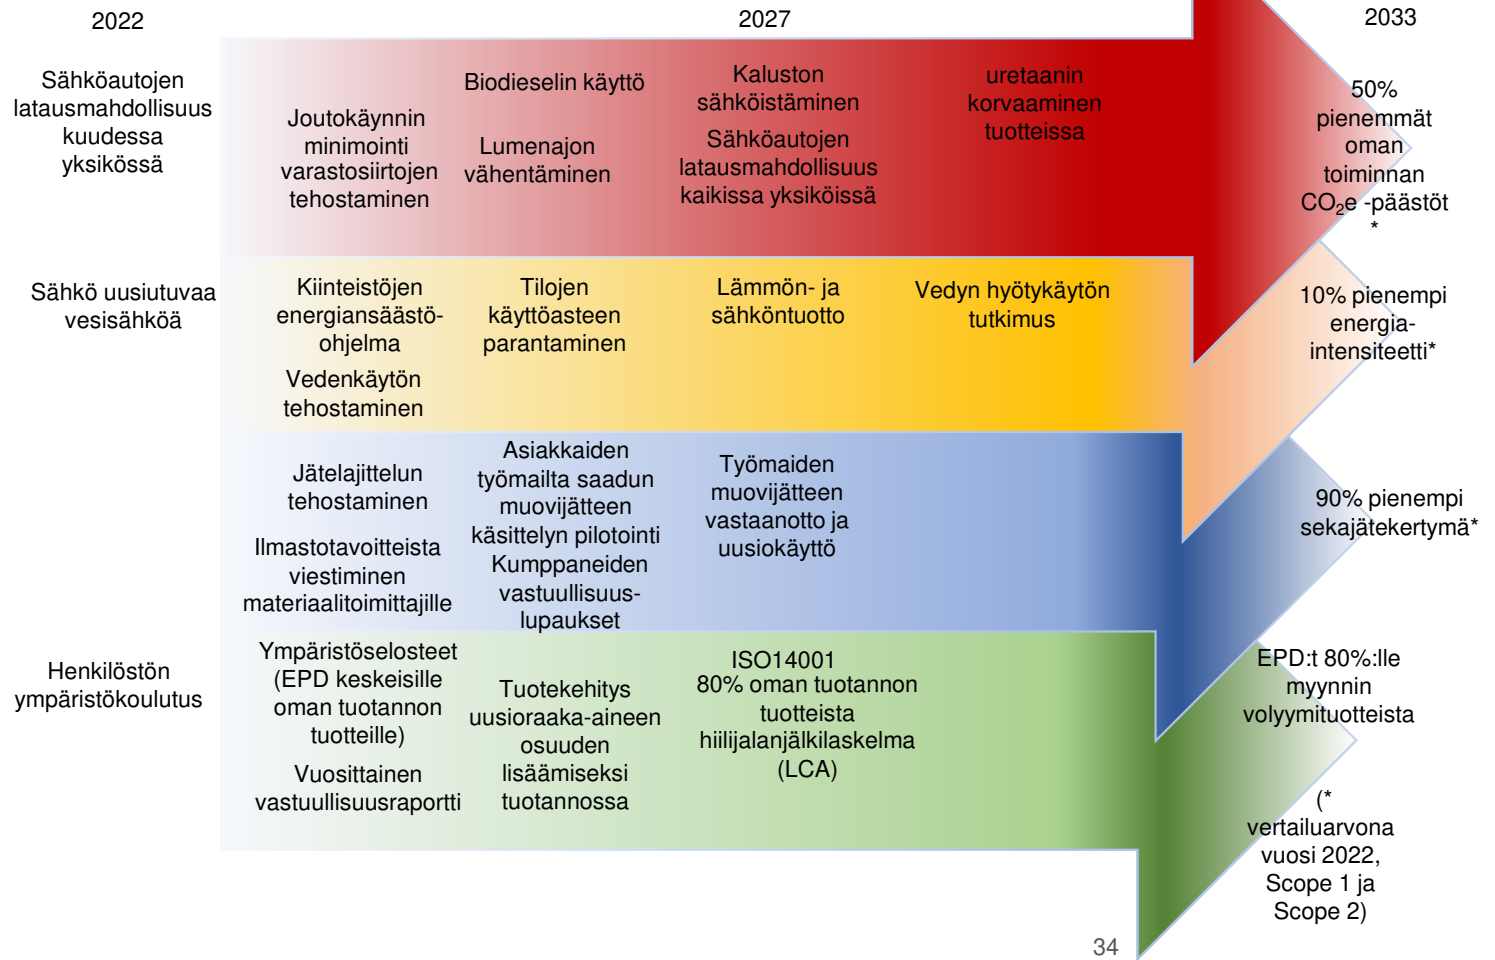 2022
2027
2033
Sähköautojen
latausmahdollisuus
kuudessa
yksikössä
Joutokäynnin
minimointi
varastosiirtojen
tehostaminen
Biodieselin käyttö
Lumenajon
vähentäminen
Kaluston
sähköistäminen
Sähköautojen
latausmahdollisuus
kaikissa yksiköissä
uretaanin
korvaaminen
tuotteissa
50%
pienemmät
oman
toiminnan
CO₂e -päästöt
*
Sähkö uusiutuvaa
vesisähköä
Kiinteistöjen
energiansäästö-
ohjelma
Vedenkäytön
tehostaminen
Tilojen
käyttöasteen
parantaminen
Lämmön- ja
sähköntuotto
Vedyn hyötykäytön
tutkimus
10% pienempi
energia-
intensiteetti*
Jätelajittelun
tehostaminen
Ilmastotavoitteista
viestiminen
materiaalitoimittajille
Asiakkaiden
työmailta saadun
muovijätteen
käsittelyn pilotointi
Kumppaneiden
vastuullisuus-
lupaukset
Työmaiden
muovijätteen
vastaanotto ja
uusiokäyttö
90% pienempi
sekajätekertymä*
Henkilöstön
ympäristökoulutus
Ympäristöselosteet
(EPD keskeisille
oman tuotannon
tuotteille)
Vuosittainen
vastuullisuusraportti
Tuotekehitys
uusioraaka-aineen
osuuden
lisäämiseksi
tuotannossa
ISO14001
80% oman tuotannon
tuotteista
hiilijalanjälkilaskelma
(LCA)
EPD:t 80%:lle
myynnin
volyymituotteista
(*
vertailuarvona
vuosi 2022,
Scope 1 ja
Scope 2)
34